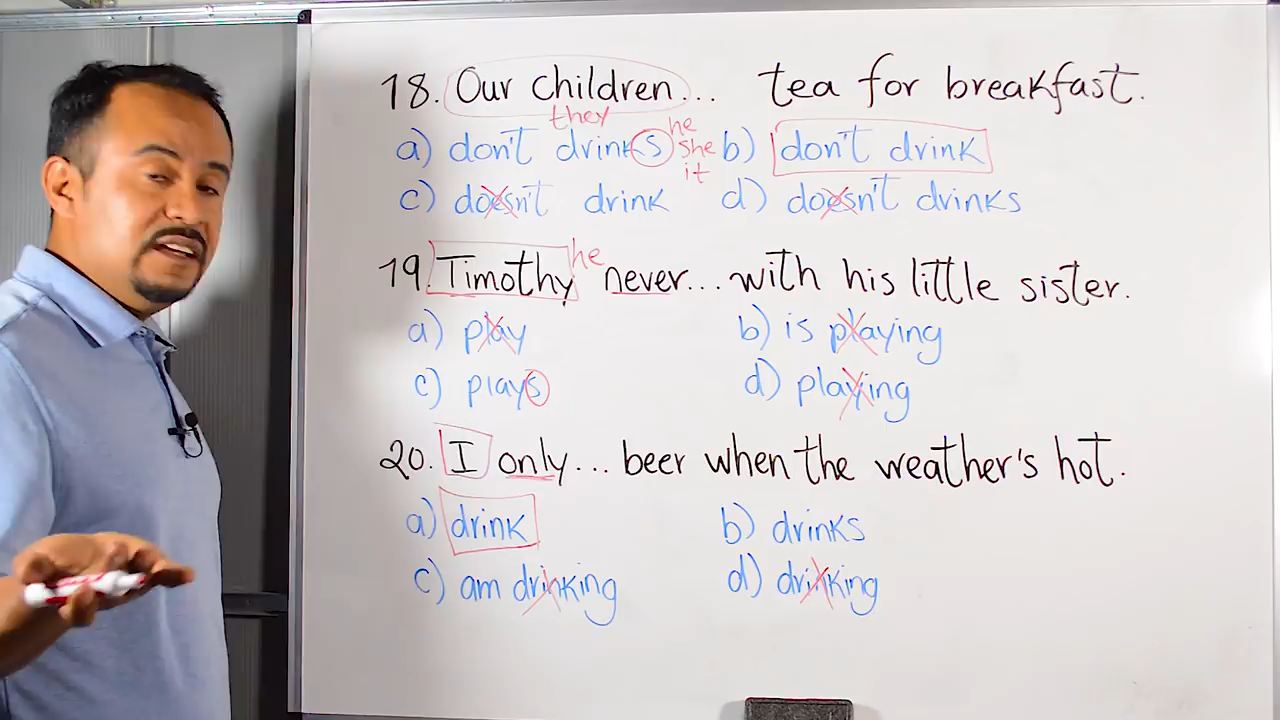 18. Our children... tea for breakfast.
they
he
she
it
a) don't drinks b) don't drink
c) doesn't drink d) doesn't drinks
he
19. Timothy never... with his little sister.
a) play b) is playing
c) plays d) playing
20. I only... beer when the weather's hot.
a) drink b) drinks
c) am drinking d) drinking